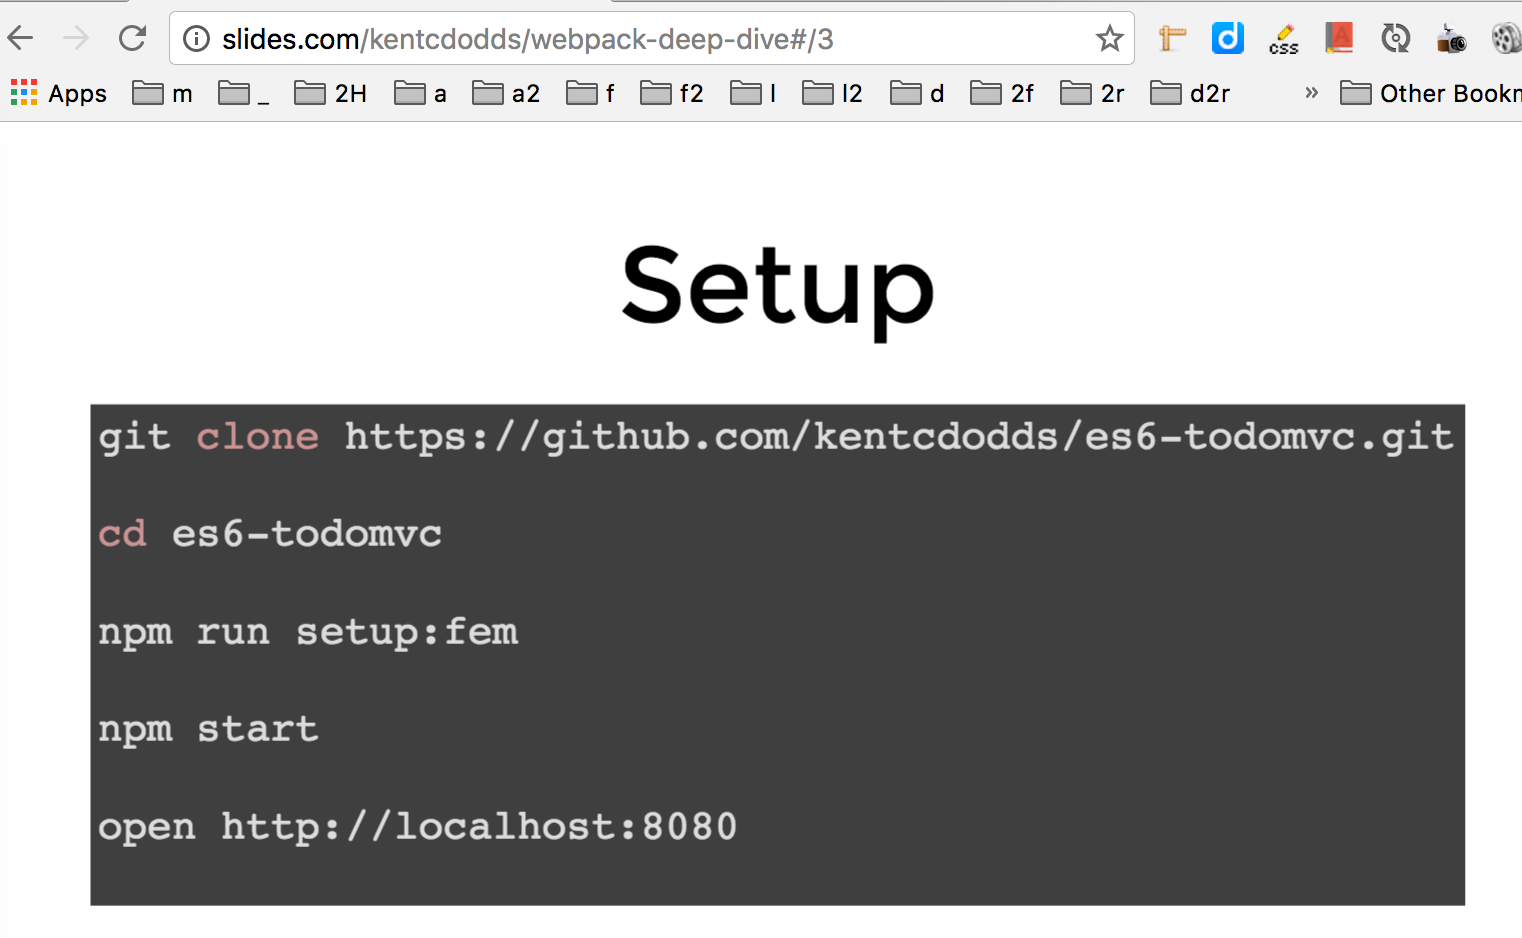 slides.com/kentcdodds/webpack-deep-dive#/3
css
Apps m _ 2H a a2 f f2 l l2 d 2f 2r d2r » Other Bookm
Setup
git clone https://github.com/kentcdodds/es6-todomvc.git
cd es6-todomvc
npm run setup:fem
npm start
open http://localhost:8080